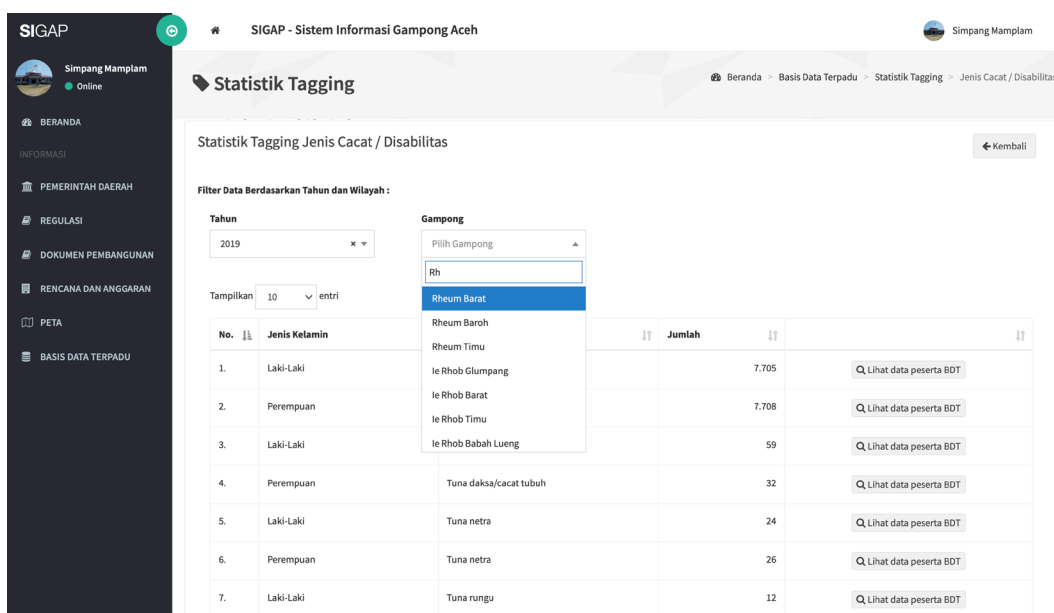 SIGAP
SIGAP - Sistem Informasi Gampong Aceh
Simpang Mamplam
Simpang Mamplam
Online
BERANDA
INFORMASI
PEMERINTAH DAERAH
REGULASI
DOKUMEN PEMBANGUNAN
RENCANA DAN ANGGARAN
PETA
BASIS DATA TERPADU
Statistik Tagging
Beranda > Basis Data Terpadu > Statistik Tagging > Jenis Cacat / Disabilitas
Statistik Tagging Jenis Cacat / Disabilitas
Kembali
Filter Data Berdasarkan Tahun dan Wilayah :
Tahun
Gampong
2019 ×
Pilih Gampong
Rh
Rheum Barat
Rheum Baroh
Rheum Timu
Ie Rhob Glumpang
Ie Rhob Barat
Ie Rhob Timu
Ie Rhob Babah Lueng
Tampilkan 10 entri
No. Jenis Kelamin Jumlah
1. Laki-Laki 7.705 Lihat data peserta BDT
2. Perempuan 7.708 Lihat data peserta BDT
3. Laki-Laki 59 Lihat data peserta BDT
4. Perempuan Tuna daksa/cacat tubuh 32 Lihat data peserta BDT
5. Laki-Laki Tuna netra 24 Lihat data peserta BDT
6. Perempuan Tuna netra 26 Lihat data peserta BDT
7. Laki-Laki Tuna rungu 12 Lihat data peserta BDT